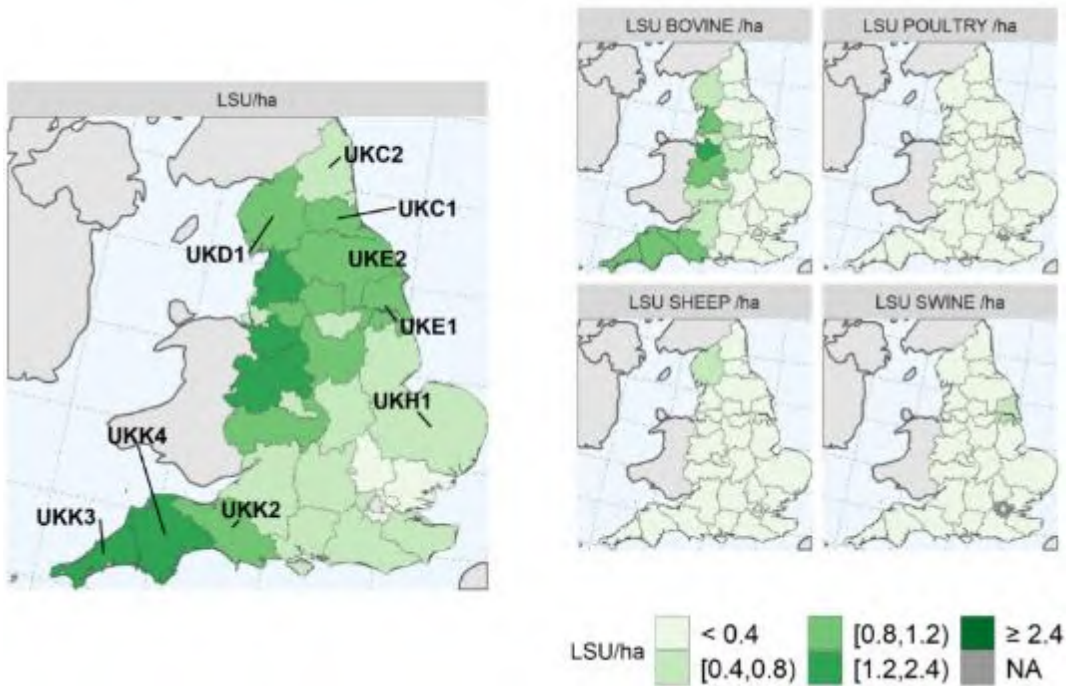 LSU/ha
UKC2
UKC1
UKD1
UKE2
UKE1
UKH1
UKK4
UKK3
UKK2
LSU BOVINE /ha
LSU POULTRY /ha
LSU SHEEP /ha
LSU SWINE /ha
LSU/ha
< 0.4
[0.8,1.2)
≥ 2.4
[0.4,0.8)
[1.2,2.4)
NA